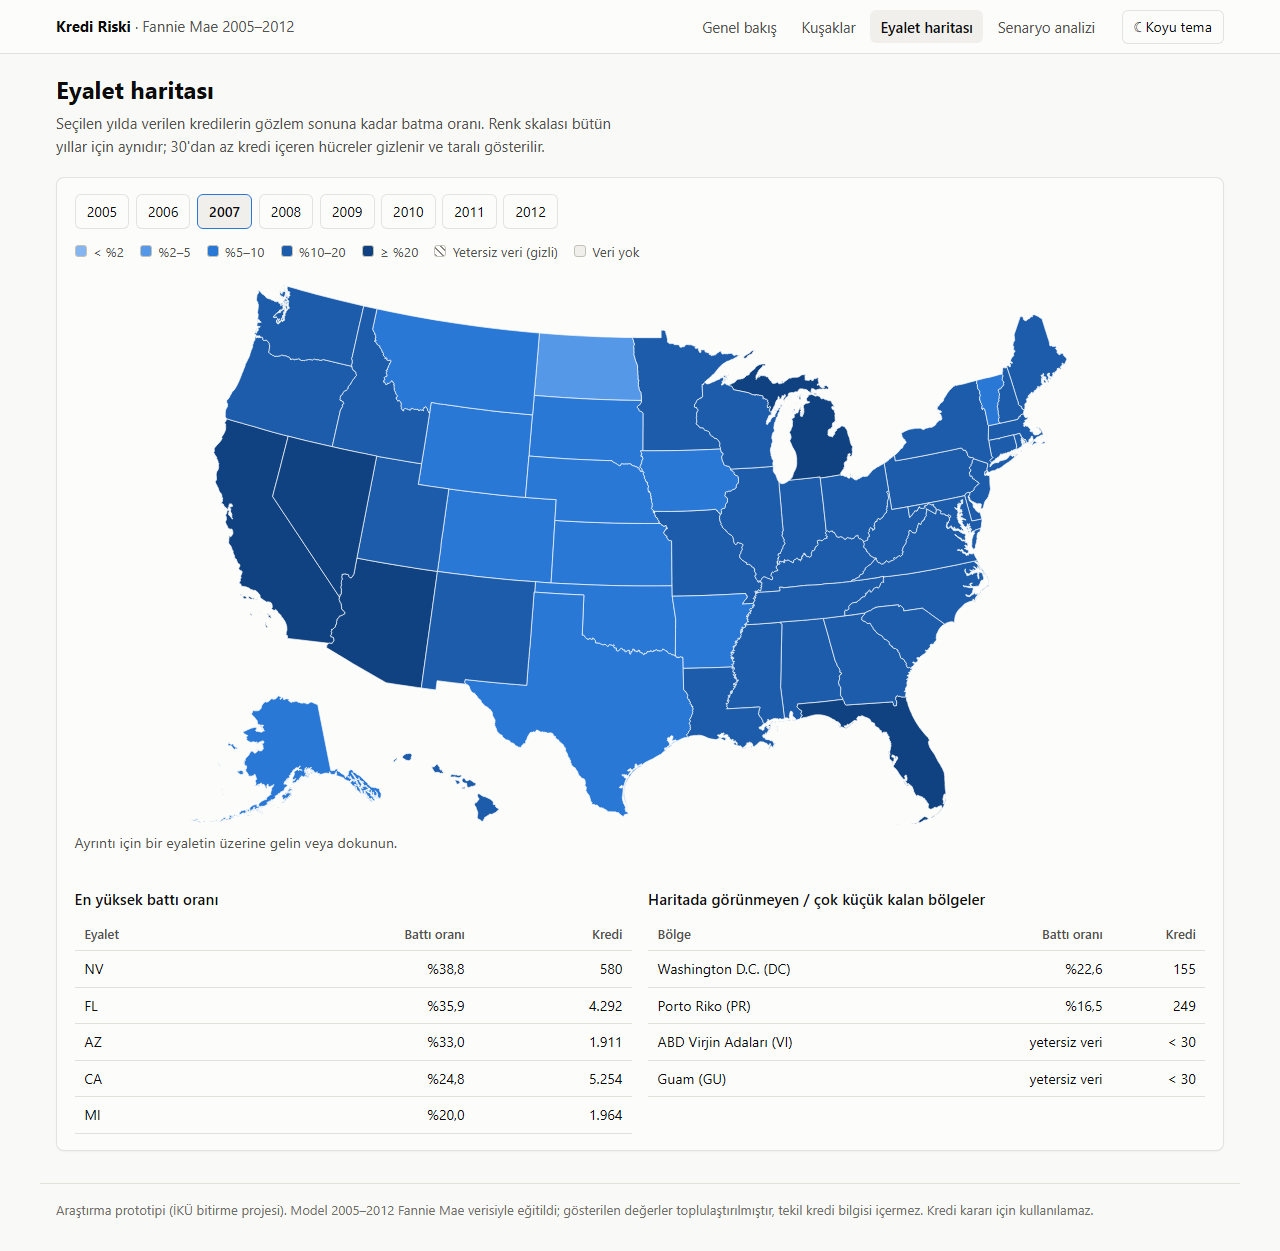 Kredi Riski · Fannie Mae 2005–2012
Genel bakış
Kuşaklar
Eyalet haritası
Senaryo analizi
☾ Koyu tema
Eyalet haritası
Seçilen yılda verilen kredilerin gözlem sonuna kadar batma oranı. Renk skalası bütün
yıllar için aynıdır; 30'dan az kredi içeren hücreler gizlenir ve taralı gösterilir.
2005 2006 2007 2008 2009 2010 2011 2012
< %2 %2–5 %5–10 %10–20 ≥ %20 Yetersiz veri (gizli) Veri yok
Ayrıntı için bir eyaletin üzerine gelin veya dokunun.
En yüksek battı oranı
Eyalet Battı oranı Kredi
NV %38,8 580
FL %35,9 4.292
AZ %33,0 1.911
CA %24,8 5.254
MI %20,0 1.964
Haritada görünmeyen / çok küçük kalan bölgeler
Bölge Battı oranı Kredi
Washington D.C. (DC) %22,6 155
Porto Riko (PR) %16,5 249
ABD Virjin Adaları (VI) yetersiz veri < 30
Guam (GU) yetersiz veri < 30
Araştırma prototipi (İKÜ bitirme projesi). Model 2005–2012 Fannie Mae verisiyle eğitildi; gösterilen değerler toplulaştırılmıştır, tekil kredi bilgisi içermez. Kredi kararı için kullanılamaz.